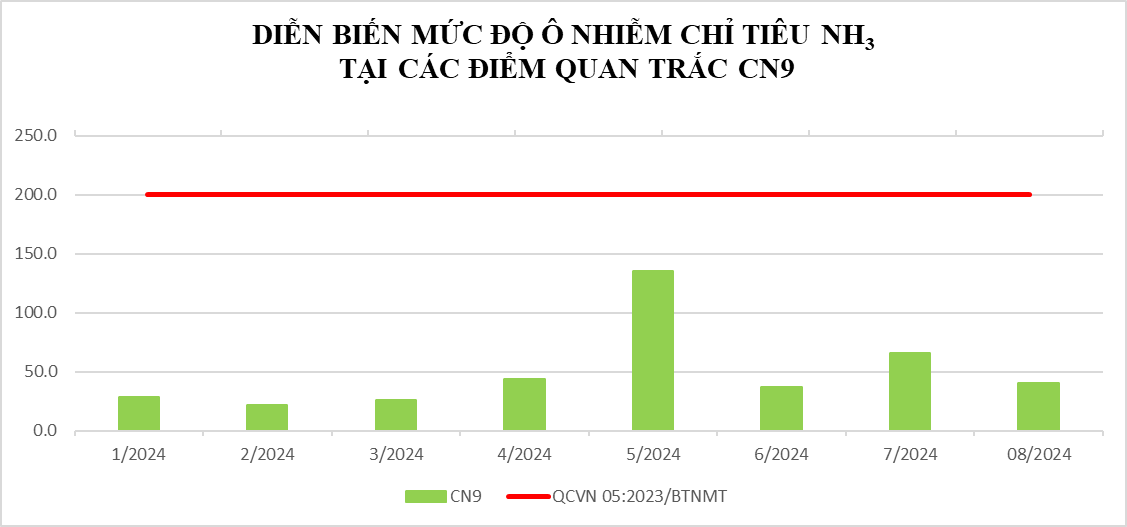 DIỄN BIẾN MỨC ĐỘ Ô NHIỄM CHỈ TIÊU NH₃
TẠI CÁC ĐIỂM QUAN TRẮC CN9
250.0
200.0
150.0
100.0
50.0
0.0
1/2024 2/2024 3/2024 4/2024 5/2024 6/2024 7/2024 08/2024
CN9 QCVN 05:2023/BTNMT